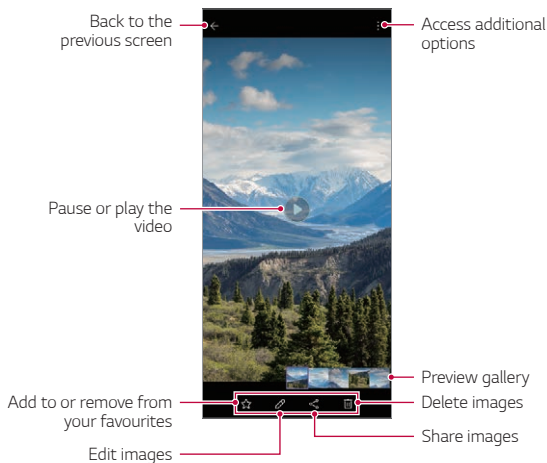 Back to the
previous screen
Access additional
options
Pause or play the
video
Preview gallery
Add to or remove from
your favourites
Delete images
Share images
Edit images